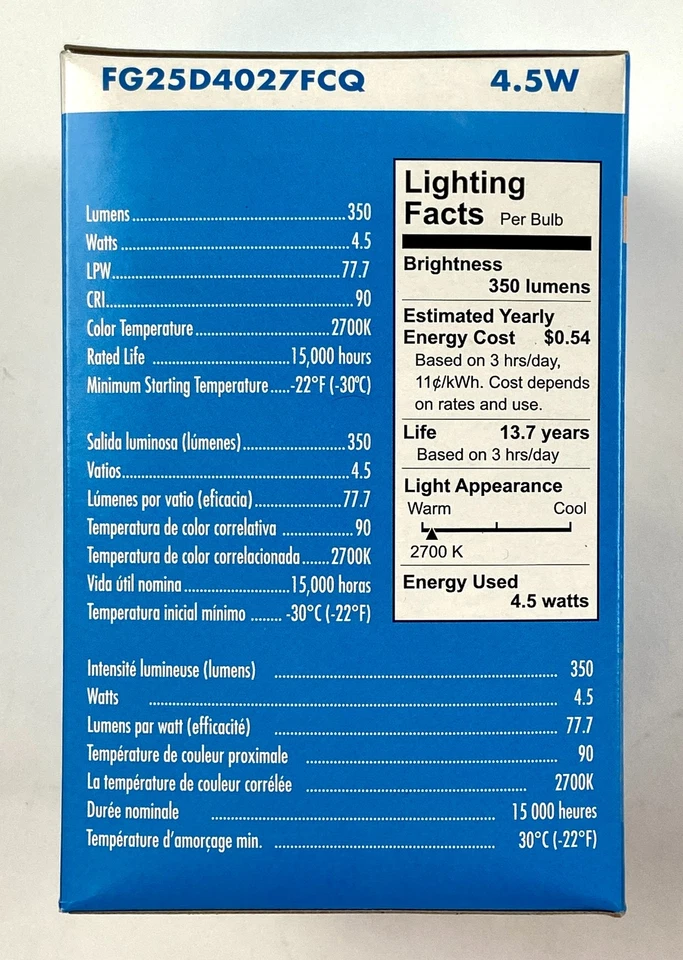 FG25D4027FCQ 4.5W
Lumens 350
Watts 4.5
LPW 77.7
CRI 90
Color Temperature 2700K
Rated Life 15,000 hours
Minimum Starting Temperature -22°F (-30°C)
Salida luminosa (lúmenes) 350
Vatios 4.5
Lúmenes por vatio (eficacia) 77.7
Temperatura de color correlativa 90
Temperatura de color correlacionada 2700K
Vida útil nomina 15,000 horas
Temperatura inicial mínimo -30°C (-22°F)
Lighting
Facts Per Bulb
Brightness
350 lumens
Estimated Yearly
Energy Cost $0.54
Based on 3 hrs/day,
11¢/kWh. Cost depends
on rates and use.
Life 13.7 years
Based on 3 hrs/day
Light Appearance
Warm Cool
2700 K
Energy Used
4.5 watts
Intensité lumineuse (lumens) 350
Watts 4.5
Lumens par watt (efficacité) 77.7
Température de couleur proximale 90
La température de couleur corrélée 2700K
Durée nominale 15 000 heures
Température d'amorçage min. 30°C (-22°F)